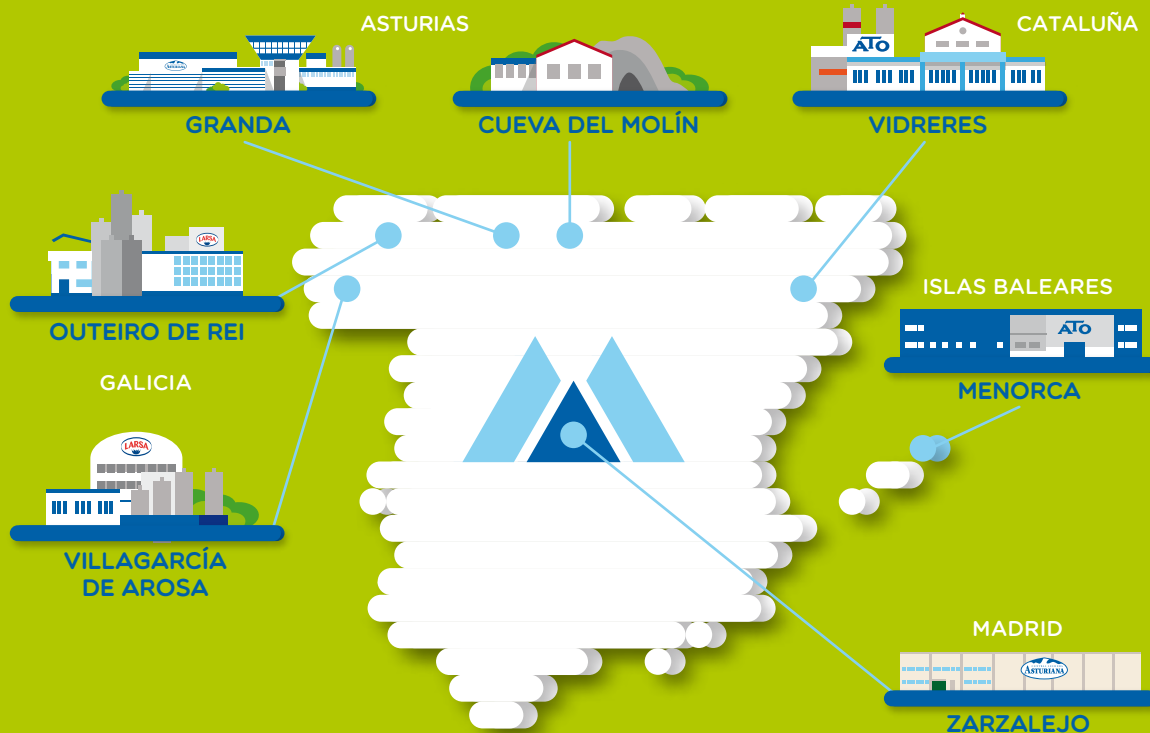 ASTURIAS
CATALUÑA
ASTURIANA
ATO
GRANDA
CUEVA DEL MOLÍN
VIDRERES
LARSA
OUTEIRO DE REI
ISLAS BALEARES
ATO
MENORCA
GALICIA
LARSA
VILLAGARCÍA
DE AROSA
MADRID
ASTURIANA
ZARZALEJO